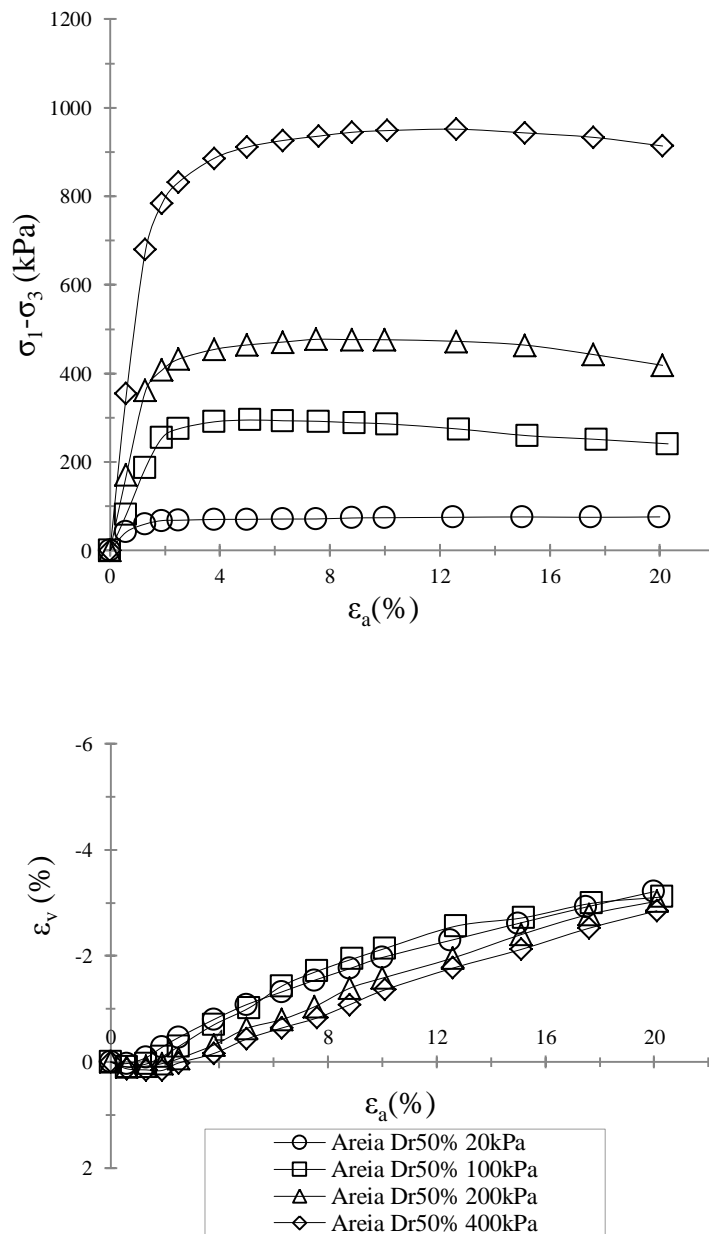 1200
1000
800
600
400
200
0
σ1-σ3 (kPa)
0 4 8 12 16 20
εa(%)
-6
-4
-2
0
2
εv (%)
0 4 8 12 16 20
εa(%)
Areia Dr50% 20kPa
Areia Dr50% 100kPa
Areia Dr50% 200kPa
Areia Dr50% 400kPa